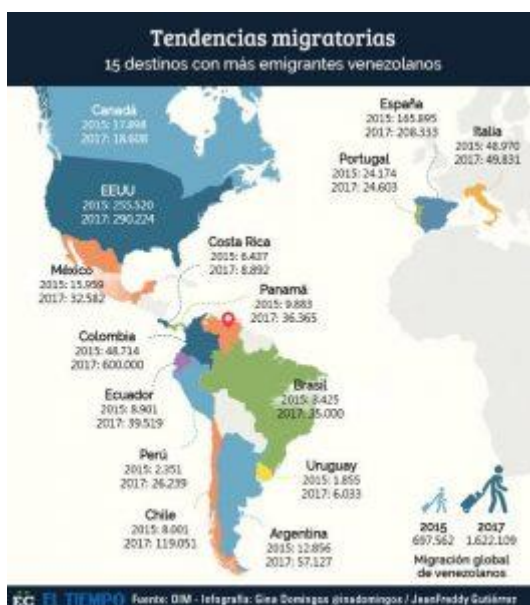 Tendencias migratorias
15 destinos con más emigrantes venezolanos
Canadá
2015: 17.898
2017: 18.608
EEUU
2015: 255.520
2017: 290.224
México
2015: 15.959
2017: 32.582
Costa Rica
2015: 6.437
2017: 8.892
Panamá
2015: 9.883
2017: 36.365
Colombia
2015: 48.714
2017: 600.000
Ecuador
2015: 8.901
2017: 39.519
Perú
2015: 2.351
2017: 26.239
Chile
2015: 8.001
2017: 119.051
Brasil
2015: 3.425
2017: 35.000
Uruguay
2015: 1.855
2017: 6.033
Argentina
2015: 12.856
2017: 57.127
España
2015: 165.895
2017: 208.333
Portugal
2015: 24.174
2017: 24.603
Italia
2015: 48.970
2017: 49.831
2015
697.562
2017
1.622.109
Migración global
de venezolanos
EC EL TIEMPO Fuente: OIM - Infografía: Gina Domingos @inadomingos / JeanFreddy Gutiérrez